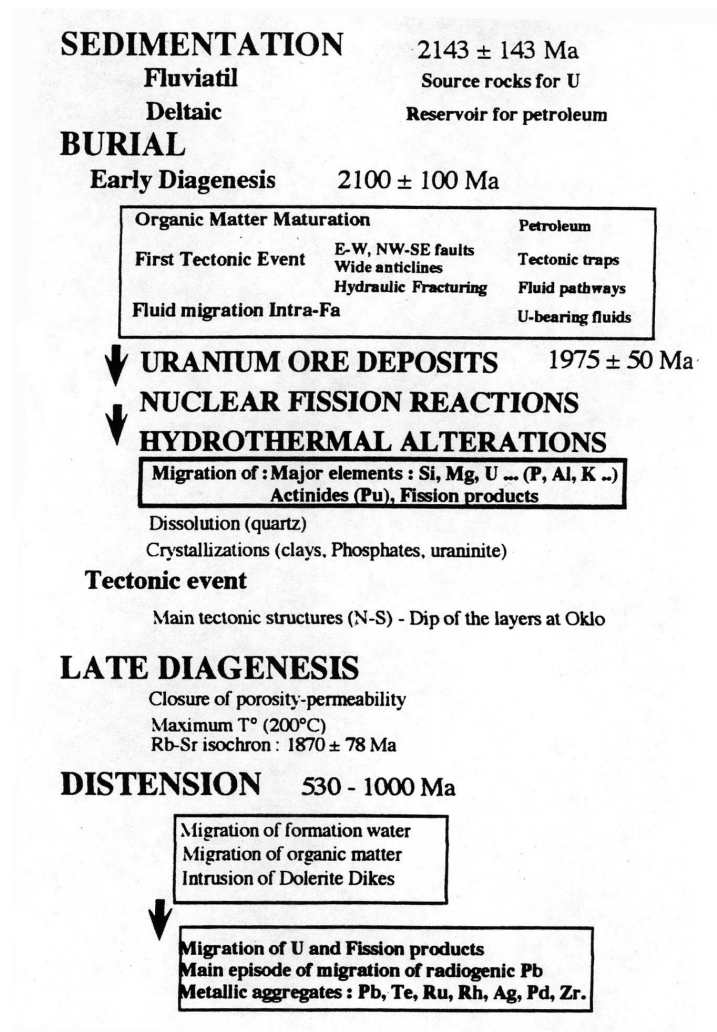 SEDIMENTATION 2143 ± 143 Ma
Fluviatil Source rocks for U
Deltaic Reservoir for petroleum
BURIAL
Early Diagenesis 2100 ± 100 Ma
Organic Matter Maturation Petroleum
First Tectonic Event E-W, NW-SE faults Tectonic traps
Wide anticlines
Hydraulic Fracturing Fluid pathways
Fluid migration Intra-Fa U-bearing fluids
URANIUM ORE DEPOSITS 1975 ± 50 Ma
NUCLEAR FISSION REACTIONS
HYDROTHERMAL ALTERATIONS
Migration of : Major elements : Si, Mg, U ... (P, Al, K ..)
Actinides (Pu), Fission products
Dissolution (quartz)
Crystallizations (clays, Phosphates, uraninite)
Tectonic event
Main tectonic structures (N-S) - Dip of the layers at Oklo
LATE DIAGENESIS
Closure of porosity-permeability
Maximum T° (200°C)
Rb-Sr isochron : 1870 ± 78 Ma
DISTENSION 530 - 1000 Ma
Migration of formation water
Migration of organic matter
Intrusion of Dolerite Dikes
Migration of U and Fission products
Main episode of migration of radiogenic Pb
Metallic aggregates : Pb, Te, Ru, Rh, Ag, Pd, Zr.